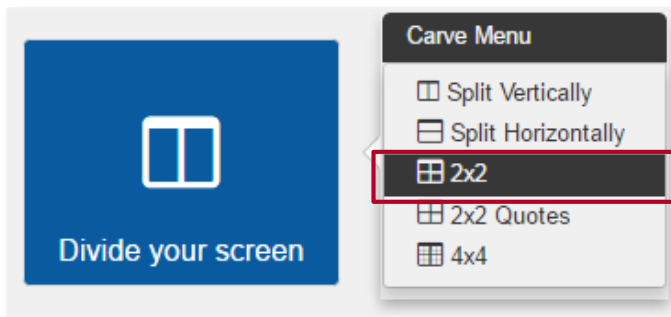 Divide your screen
Carve Menu
Split Vertically
Split Horizontally
2x2
2x2 Quotes
4x4